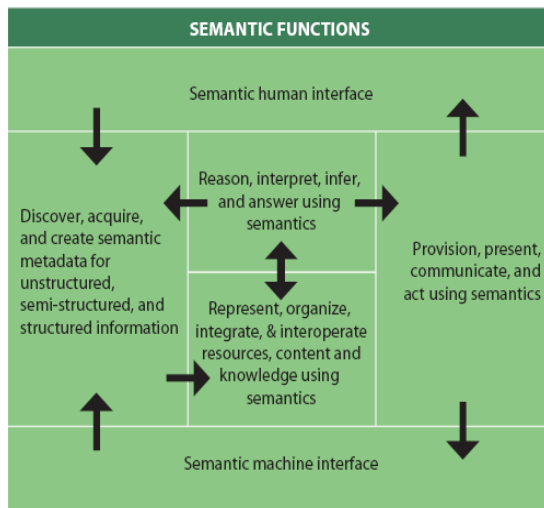 SEMANTIC FUNCTIONS
Semantic human interface
Discover, acquire,
and create semantic
metadata for
unstructured,
semi-structured, and
structured information
Reason, interpret, infer,
and answer using
semantics
Represent, organize,
integrate, & interoperate
resources, content and
knowledge using
semantics
Provision, present,
communicate, and
act using semantics
Semantic machine interface